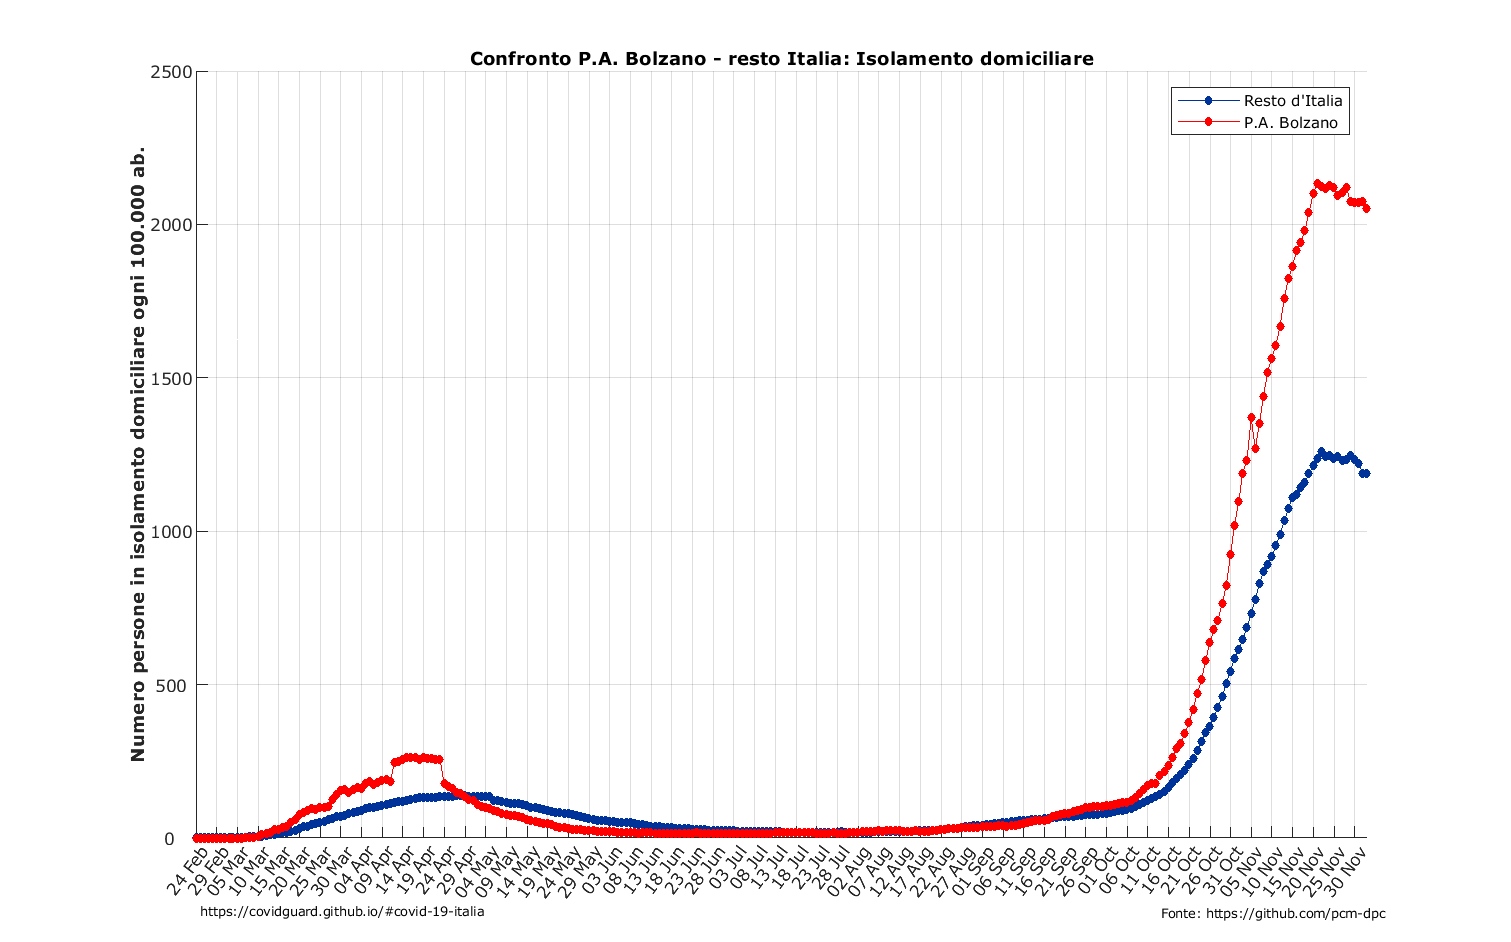 Confronto P.A. Bolzano - resto Italia: Isolamento domiciliare
Resto d'Italia
P.A. Bolzano
Numero persone in isolamento domiciliare ogni 100.000 ab.
2500
2000
1500
1000
500
0
24 Feb
29 Feb
05 Mar
10 Mar
15 Mar
20 Mar
25 Mar
30 Mar
04 Apr
09 Apr
14 Apr
19 Apr
24 Apr
29 Apr
04 May
09 May
14 May
19 May
24 May
29 May
03 Jun
08 Jun
13 Jun
18 Jun
23 Jun
28 Jun
03 Jul
08 Jul
13 Jul
18 Jul
23 Jul
28 Jul
02 Aug
07 Aug
12 Aug
17 Aug
22 Aug
27 Aug
01 Sep
06 Sep
11 Sep
16 Sep
21 Sep
26 Sep
01 Oct
06 Oct
11 Oct
16 Oct
21 Oct
26 Oct
31 Oct
05 Nov
10 Nov
15 Nov
20 Nov
25 Nov
30 Nov
https://covidguard.github.io/#covid-19-italia
Fonte: https://github.com/pcm-dpc